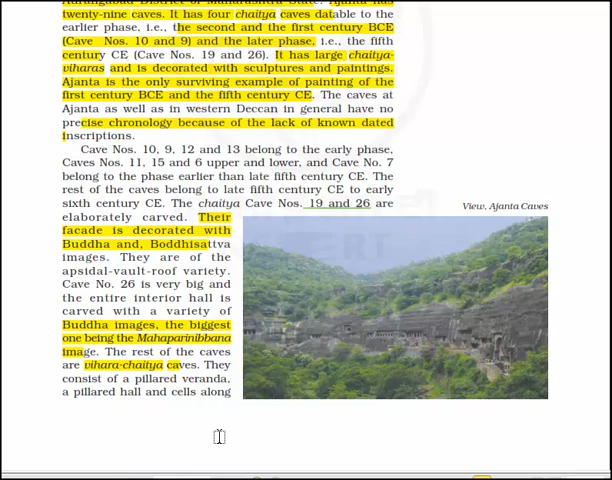 Aurangabad District of Maharashtra State. Ajanta has
twenty-nine caves. It has four chaitya caves datable to the
earlier phase, i.e., the second and the first century BCE
(Cave Nos. 10 and 9) and the later phase, i.e., the fifth
century CE (Cave Nos. 19 and 26). It has large chaitya-
viharas and is decorated with sculptures and paintings.
Ajanta is the only surviving example of painting of the
first century BCE and the fifth century CE. The caves at
Ajanta as well as in western Deccan in general have no
precise chronology because of the lack of known dated
inscriptions.
Cave Nos. 10, 9, 12 and 13 belong to the early phase,
Caves Nos. 11, 15 and 6 upper and lower, and Cave No. 7
belong to the phase earlier than late fifth century CE. The
rest of the caves belong to late fifth century CE to early
sixth century CE. The chaitya Cave Nos. 19 and 26 are
elaborately carved. Their
facade is decorated with
Buddha and, Boddhisattva
images. They are of the
apsidal-vault-roof variety.
Cave No. 26 is very big and
the entire interior hall is
carved with a variety of
Buddha images, the biggest
one being the Mahaparinibbana
image. The rest of the caves
are vihara-chaitya caves. They
consist of a pillared veranda,
a pillared hall and cells along
View, Ajanta Caves